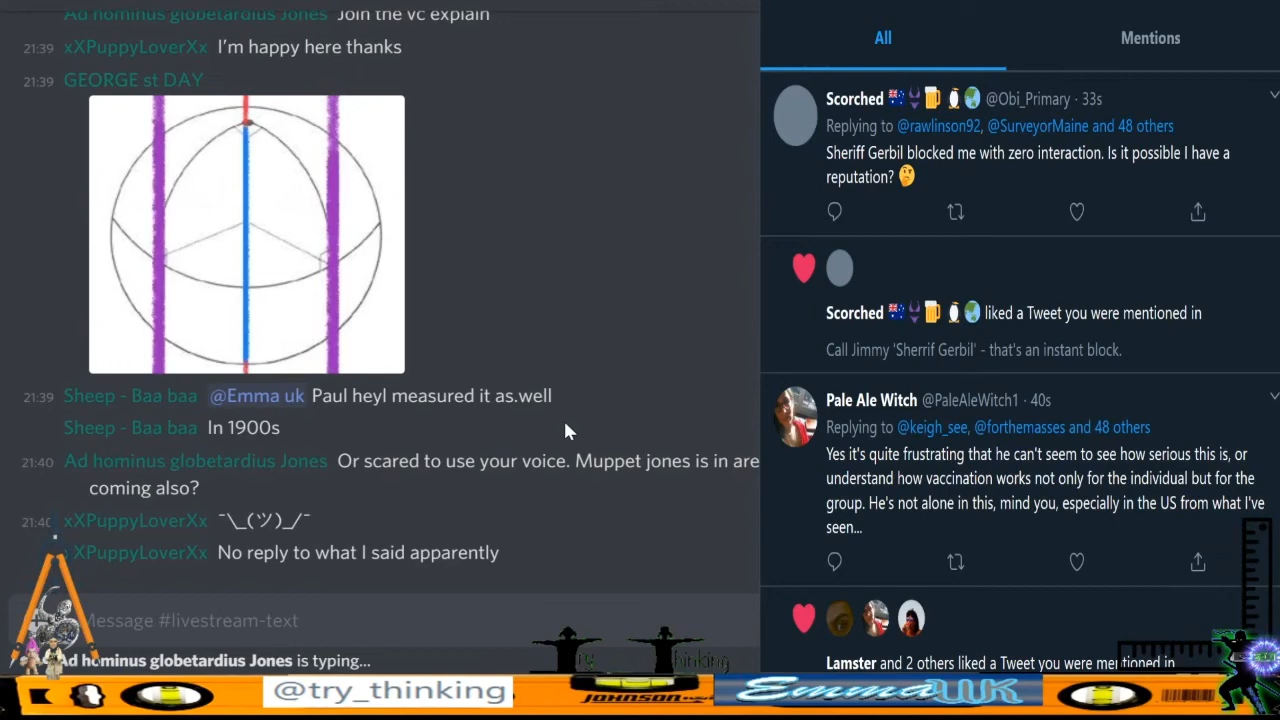 Ad hominus globetardius Jones Join the vc explain
21:39 xXPuppyLoverXx I'm happy here thanks
21:39 GEORGE st DAY
21:39 Sheep - Baa baa @Emma uk Paul heyl measured it as.well
Sheep - Baa baa In 1900s
21:40 Ad hominus globetardius Jones Or scared to use your voice. Muppet jones is in are
coming also?
21:40 xXPuppyLoverXx ¯\_(ツ)_/¯
XPuppyLoverXx No reply to what I said apparently
Message #livestream-text
Ad hominus globetardius Jones is typing...
All Mentions
Scorched @Obi_Primary · 33s
Replying to @rawlinson92, @SurveyorMaine and 48 others
Sheriff Gerbil blocked me with zero interaction. Is it possible I have a
reputation? 🤔
Scorched liked a Tweet you were mentioned in
Call Jimmy 'Sherrif Gerbil' - that's an instant block.
Pale Ale Witch @PaleAleWitch1 · 40s
Replying to @keigh_see, @forthemasses and 48 others
Yes it's quite frustrating that he can't seem to see how serious this is, or
understand how vaccination works not only for the individual but for the
group. He's not alone in this, mind you, especially in the US from what I've
seen...
Lamster and 2 others liked a Tweet you were mentioned in
Try Thinking
@try_thinking
JOHNSON
EmmaUK